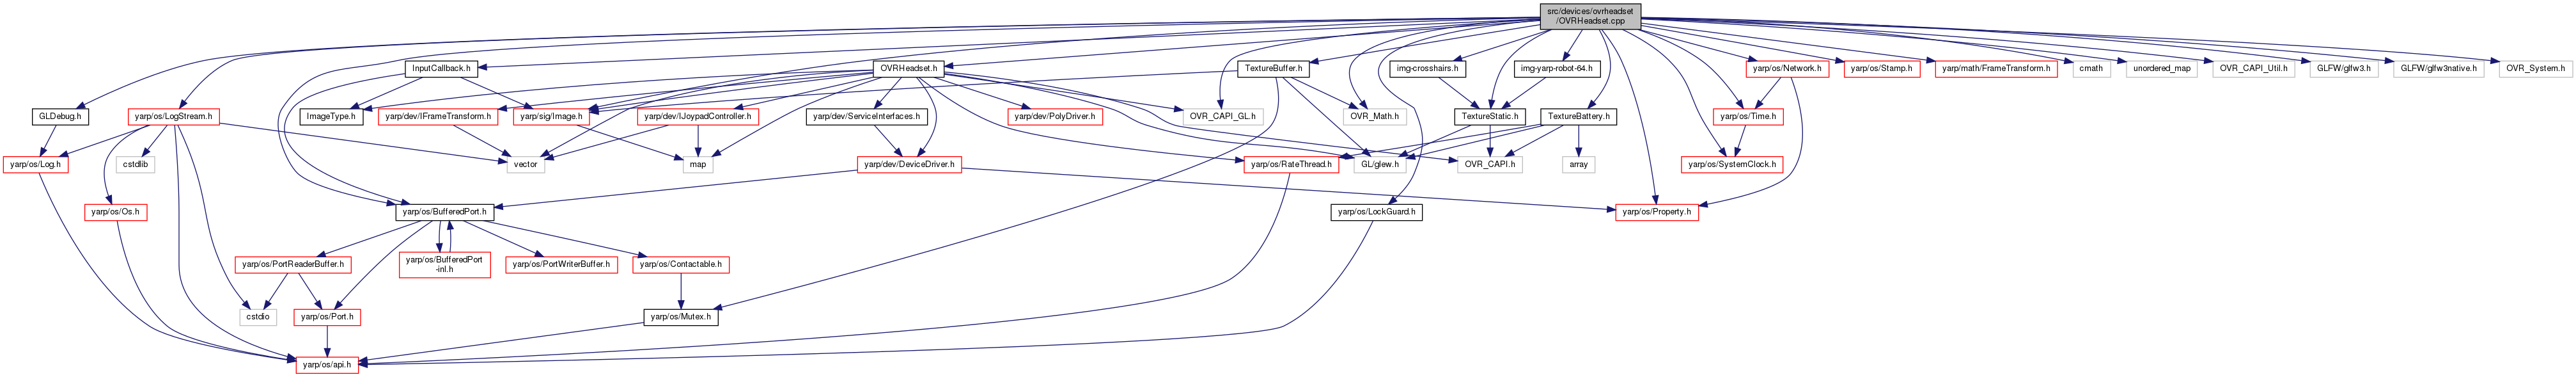 src/devices/ovrheadset
/OVRHeadset.cpp
InputCallback.h
OVRHeadset.h
TextureBuffer.h
img-crosshairs.h
img-yarp-robot-64.h
yarp/os/Network.h
yarp/os/Stamp.h
yarp/math/FrameTransform.h
cmath
unordered_map
OVR_CAPI_Util.h
GLFW/glfw3.h
GLFW/glfw3native.h
OVR_System.h
GLDebug.h
yarp/os/LogStream.h
ImageType.h
yarp/dev/IFrameTransform.h
yarp/sig/Image.h
yarp/dev/IJoypadController.h
yarp/dev/ServiceInterfaces.h
yarp/dev/PolyDriver.h
OVR_CAPI_GL.h
OVR_Math.h
TextureStatic.h
TextureBattery.h
yarp/os/Time.h
yarp/os/Log.h
cstdlib
vector
map
yarp/dev/DeviceDriver.h
yarp/os/RateThread.h
GL/glew.h
OVR_CAPI.h
array
yarp/os/SystemClock.h
yarp/os/Os.h
yarp/os/BufferedPort.h
yarp/os/LockGuard.h
yarp/os/Property.h
yarp/os/PortReaderBuffer.h
yarp/os/BufferedPort
-inl.h
yarp/os/PortWriterBuffer.h
yarp/os/Contactable.h
cstdio
yarp/os/Port.h
yarp/os/Mutex.h
yarp/os/api.h